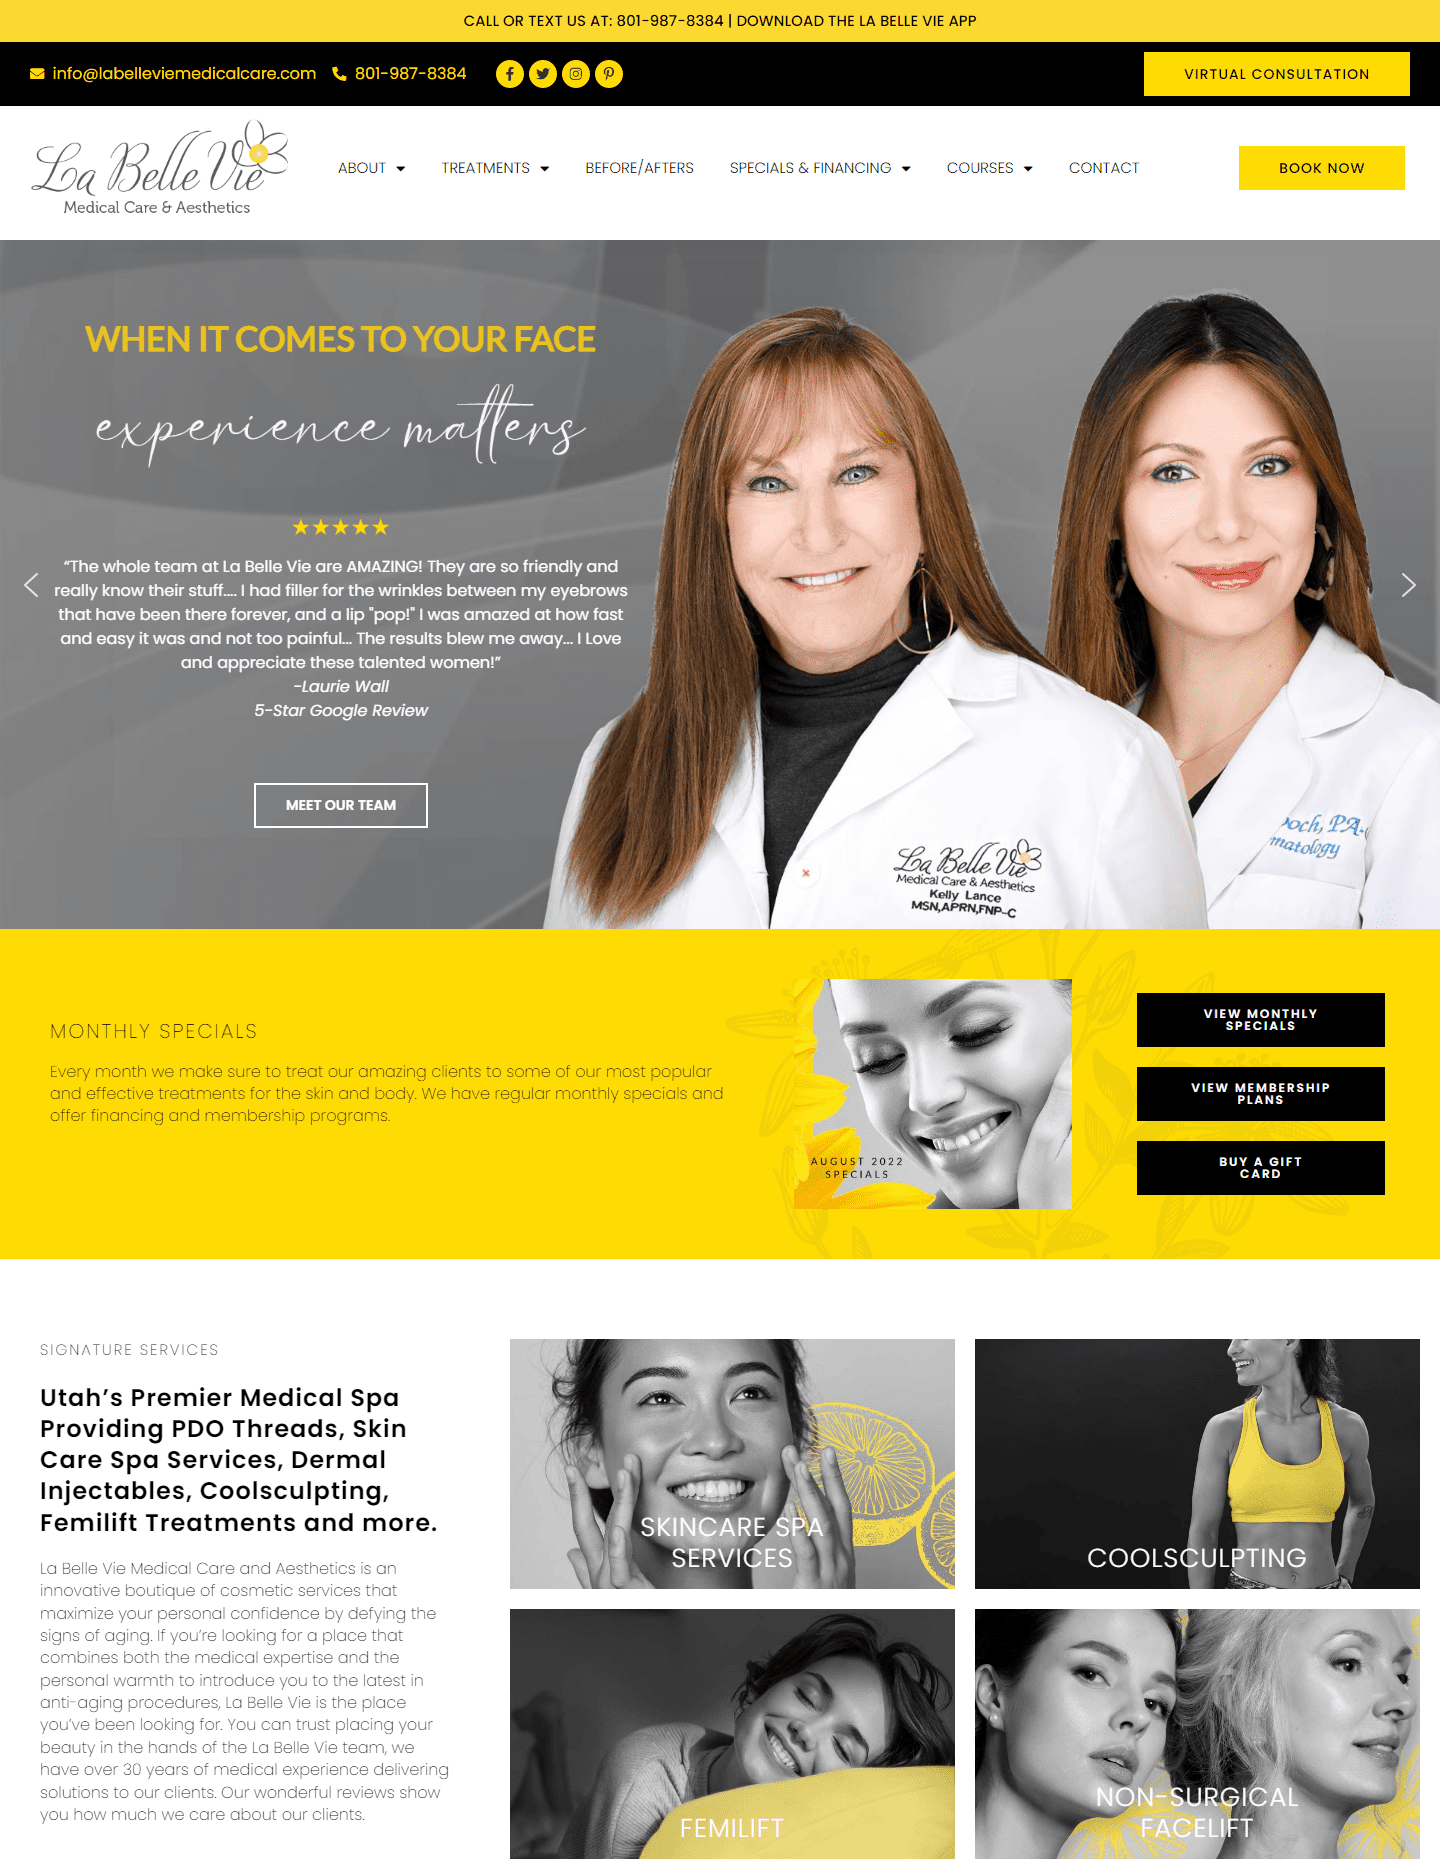 CALL OR TEXT US AT: 801-987-8384 | DOWNLOAD THE LA BELLE VIE APP
info@labelleviemedicalcare.com 801-987-8384
VIRTUAL CONSULTATION
La Belle Vie
Medical Care & Aesthetics
ABOUT TREATMENTS BEFORE/AFTERS SPECIALS & FINANCING COURSES CONTACT
BOOK NOW
WHEN IT COMES TO YOUR FACE
experience matters
“The whole team at La Belle Vie are AMAZING! They are so friendly and
really know their stuff.... I had filler for the wrinkles between my eyebrows
that have been there forever, and a lip "pop!" I was amazed at how fast
and easy it was and not too painful... The results blew me away... I Love
and appreciate these talented women!”
-Laurie Wall
5-Star Google Review
MEET OUR TEAM
La Belle Vie
Medical Care & Aesthetics
Kelly Lance
MSN,APRN,FNP-C
och, PA-
matology
MONTHLY SPECIALS
Every month we make sure to treat our amazing clients to some of our most popular
and effective treatments for the skin and body. We have regular monthly specials and
offer financing and membership programs.
AUGUST 2022
SPECIALS
VIEW MONTHLY
SPECIALS
VIEW MEMBERSHIP
PLANS
BUY A GIFT
CARD
SIGNATURE SERVICES
Utah’s Premier Medical Spa
Providing PDO Threads, Skin
Care Spa Services, Dermal
Injectables, Coolsculpting,
Femilift Treatments and more.
La Belle Vie Medical Care and Aesthetics is an
innovative boutique of cosmetic services that
maximize your personal confidence by defying the
signs of aging. If you’re looking for a place that
combines both the medical expertise and the
personal warmth to introduce you to the latest in
anti-aging procedures, La Belle Vie is the place
you’ve been looking for. You can trust placing your
beauty in the hands of the La Belle Vie team, we
have over 30 years of medical experience delivering
solutions to our clients. Our wonderful reviews show
you how much we care about our clients.
SKINCARE SPA
SERVICES
COOLSCULPTING
FEMILIFT
NON-SURGICAL
FACELIFT